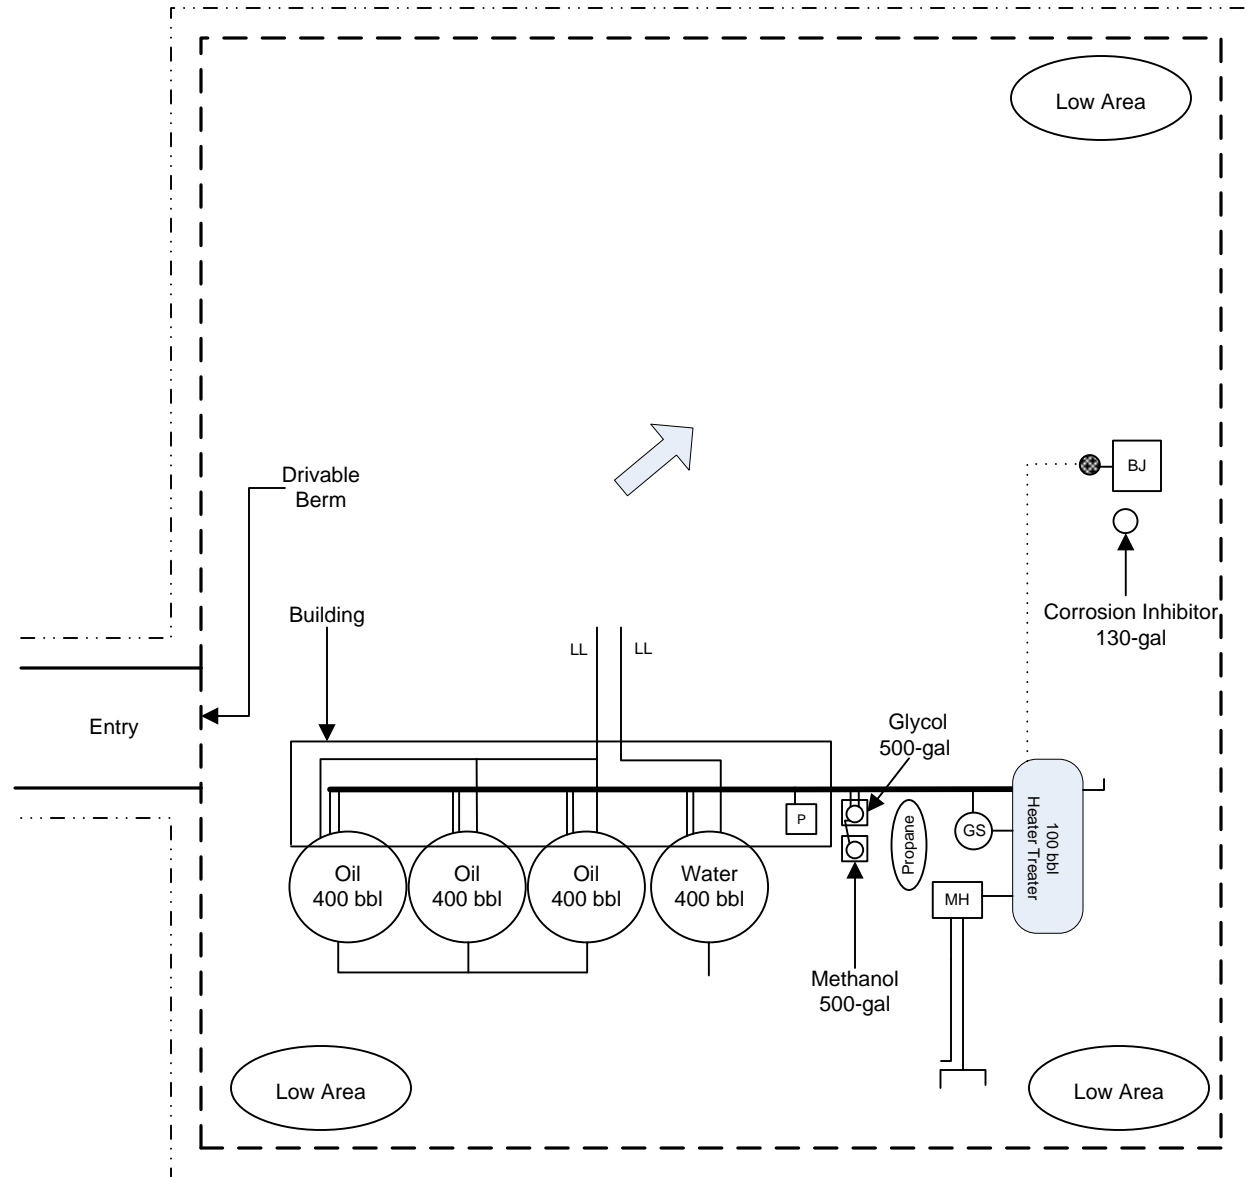 Low Area
Drivable
Berm
BJ
Building
Corrosion Inhibitor
130-gal
LL
LL
Entry
Glycol
500-gal
P
Propane
GS
100 bbl
Heater Treater
Oil
400 bbl
Oil
400 bbl
Oil
400 bbl
Water
400 bbl
MH
Methanol
500-gal
Low Area
Low Area